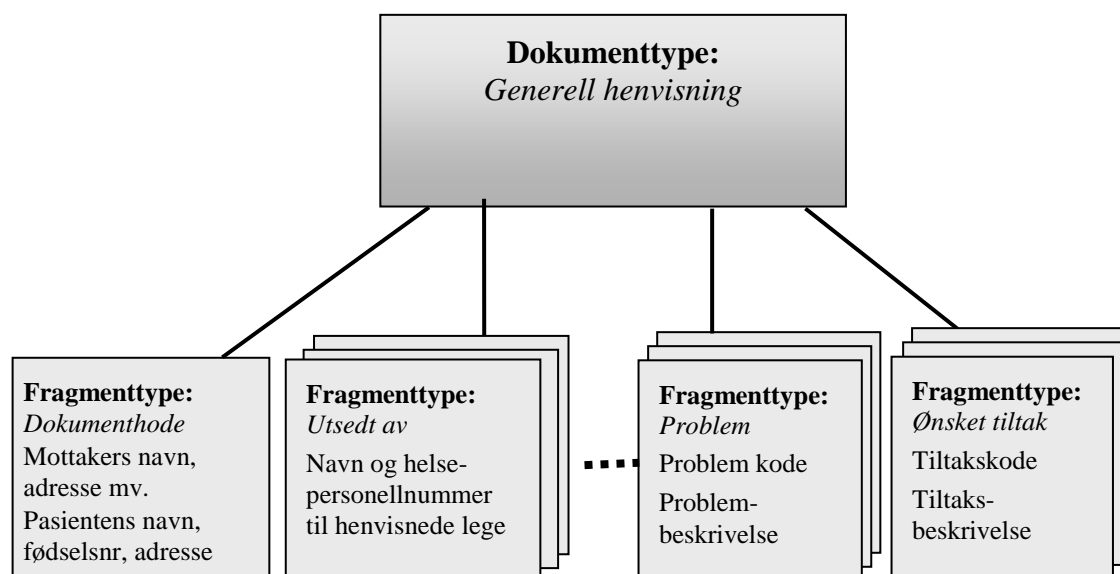 Dokumenttype:
Generell henvisning
Fragmenttype:
Dokumenthode
Mottakers navn,
adresse mv.
Pasientens navn,
fødselsnr, adresse
Fragmenttype:
Utsedt av
Navn og helse-
personellnummer
til henvisnede lege
Fragmenttype:
Problem
Problem kode
Problem-
beskrivelse
Fragmenttype:
Ønsket tiltak
Tiltakskode
Tiltaks-
beskrivelse